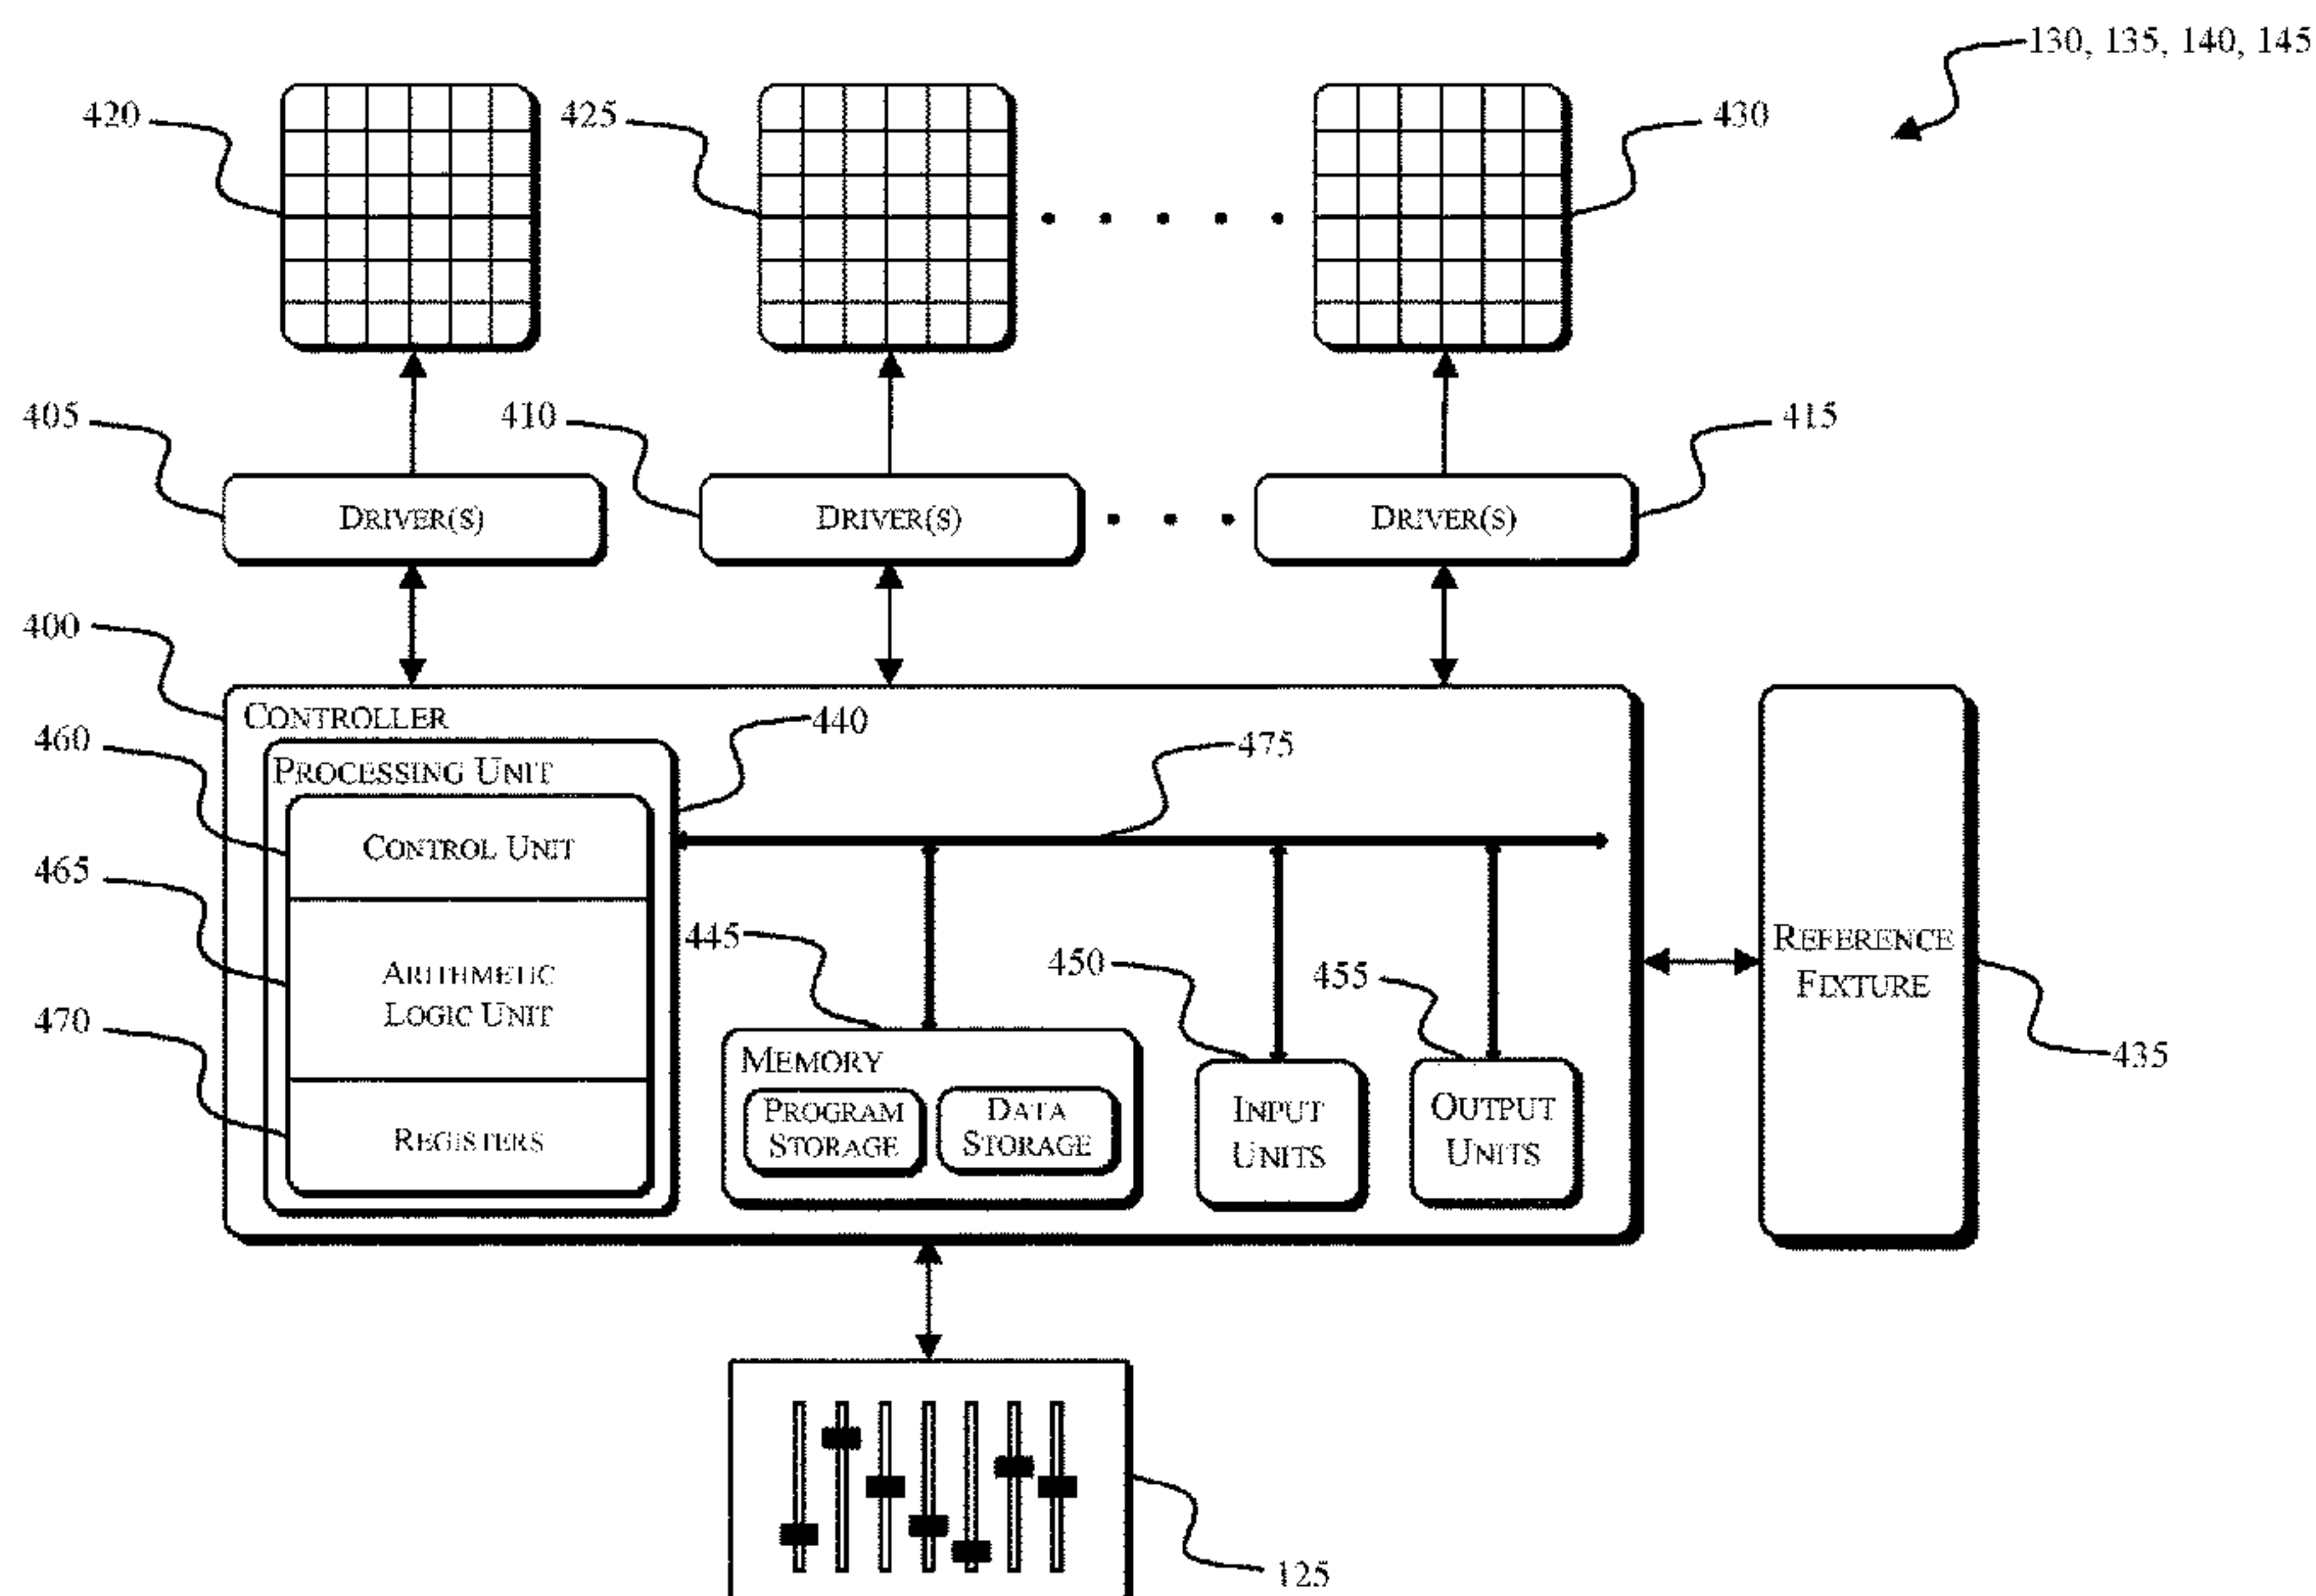 130, 135, 140, 145
420
425
430
405
410
415
DRIVER(S)
DRIVER(S)
DRIVER(S)
400
CONTROLLER
440
460
475
PROCESSING UNIT
CONTROL UNIT
465
445
450
455
REFERENCE
FIXTURE
ARITHMETIC
LOGIC UNIT
470
435
MEMORY
PROGRAM
STORAGE
DATA
STORAGE
INPUT
UNITS
OUTPUT
UNITS
REGISTERS
125